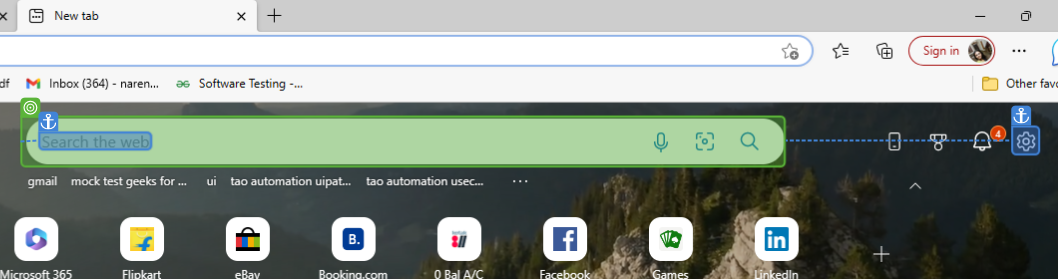 New tab
Sign in
df Inbox (364) - naren... Software Testing -... Other favo
Search the web
4
gmail mock test geeks for ... ui tao automation uipat... tao automation usec...
B.
in
Microsoft 365 Flipkart eBay Booking.com 0 Bal A/C Facebook Games LinkedIn